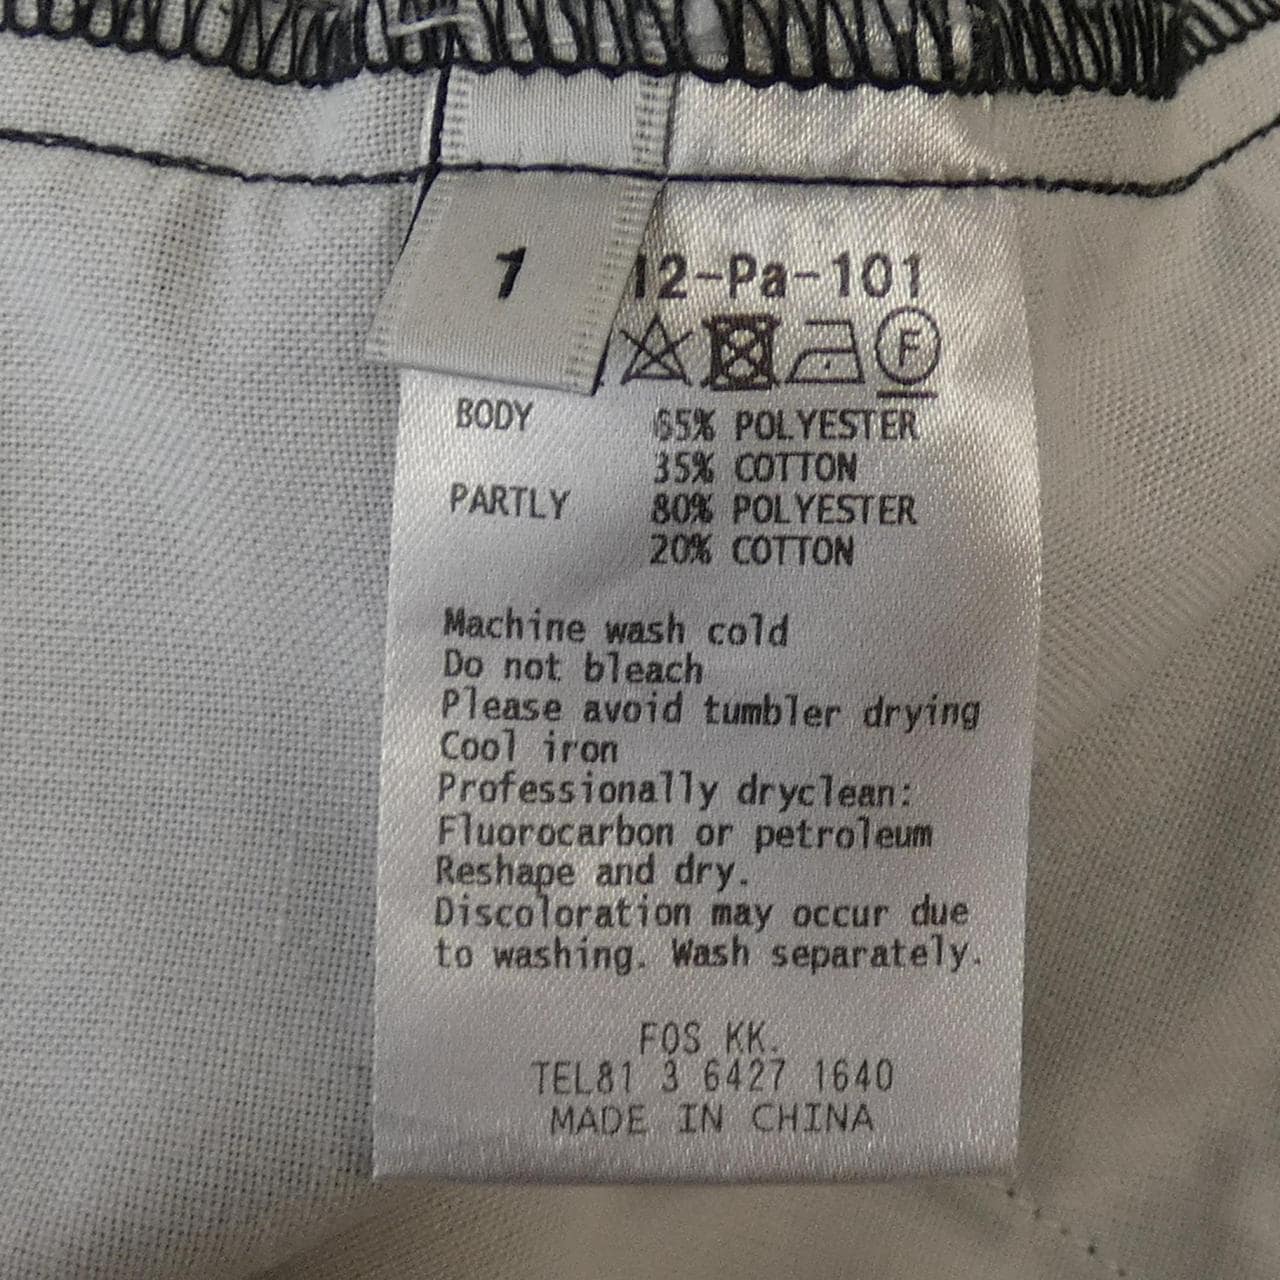 1
12-Pa-101
F
BODY 65% POLYESTER
35% COTTON
PARTLY 80% POLYESTER
20% COTTON
Machine wash cold
Do not bleach
Please avoid tumbler drying
Cool iron
Professionally dryclean:
Fluorocarbon or petroleum
Reshape and dry.
Discoloration may occur due
to washing. Wash separately.
FOS KK.
TEL81 3 6427 1640
MADE IN CHINA